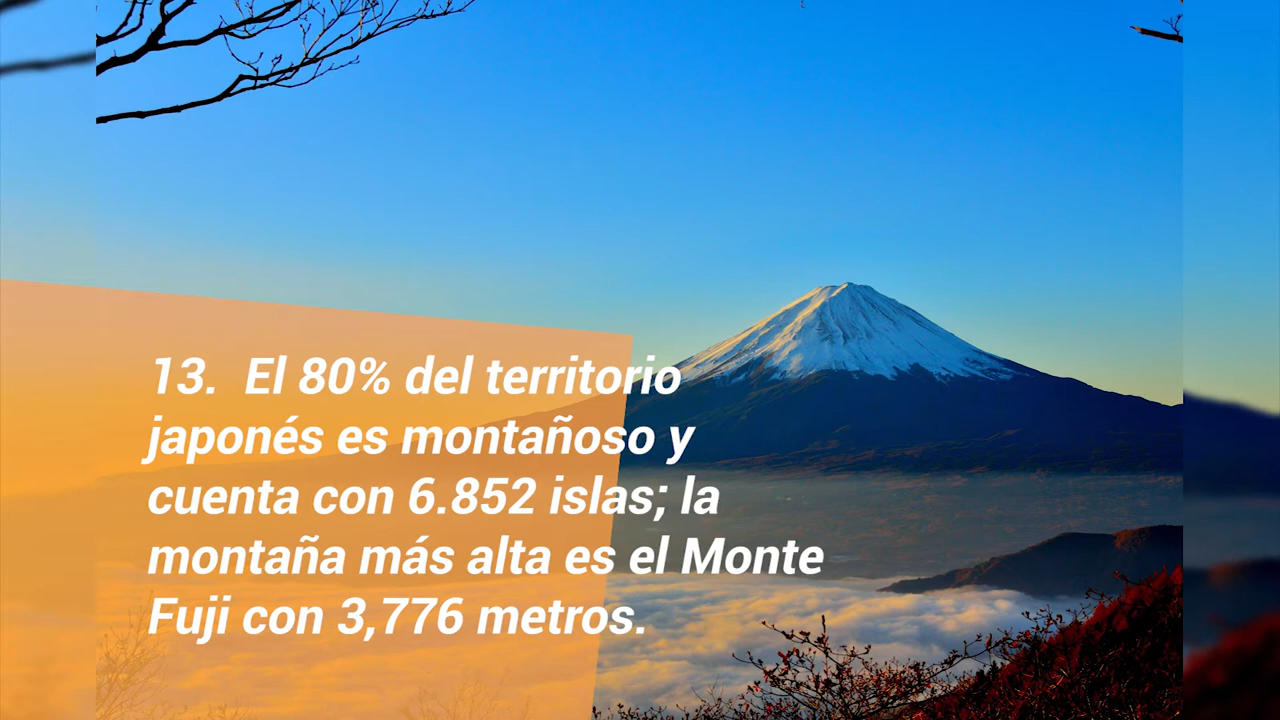 13.  El 80% del territorio
japonés es montañoso y
cuenta con 6.852 islas; la
montaña más alta es el Monte
Fuji con 3,776 metros.